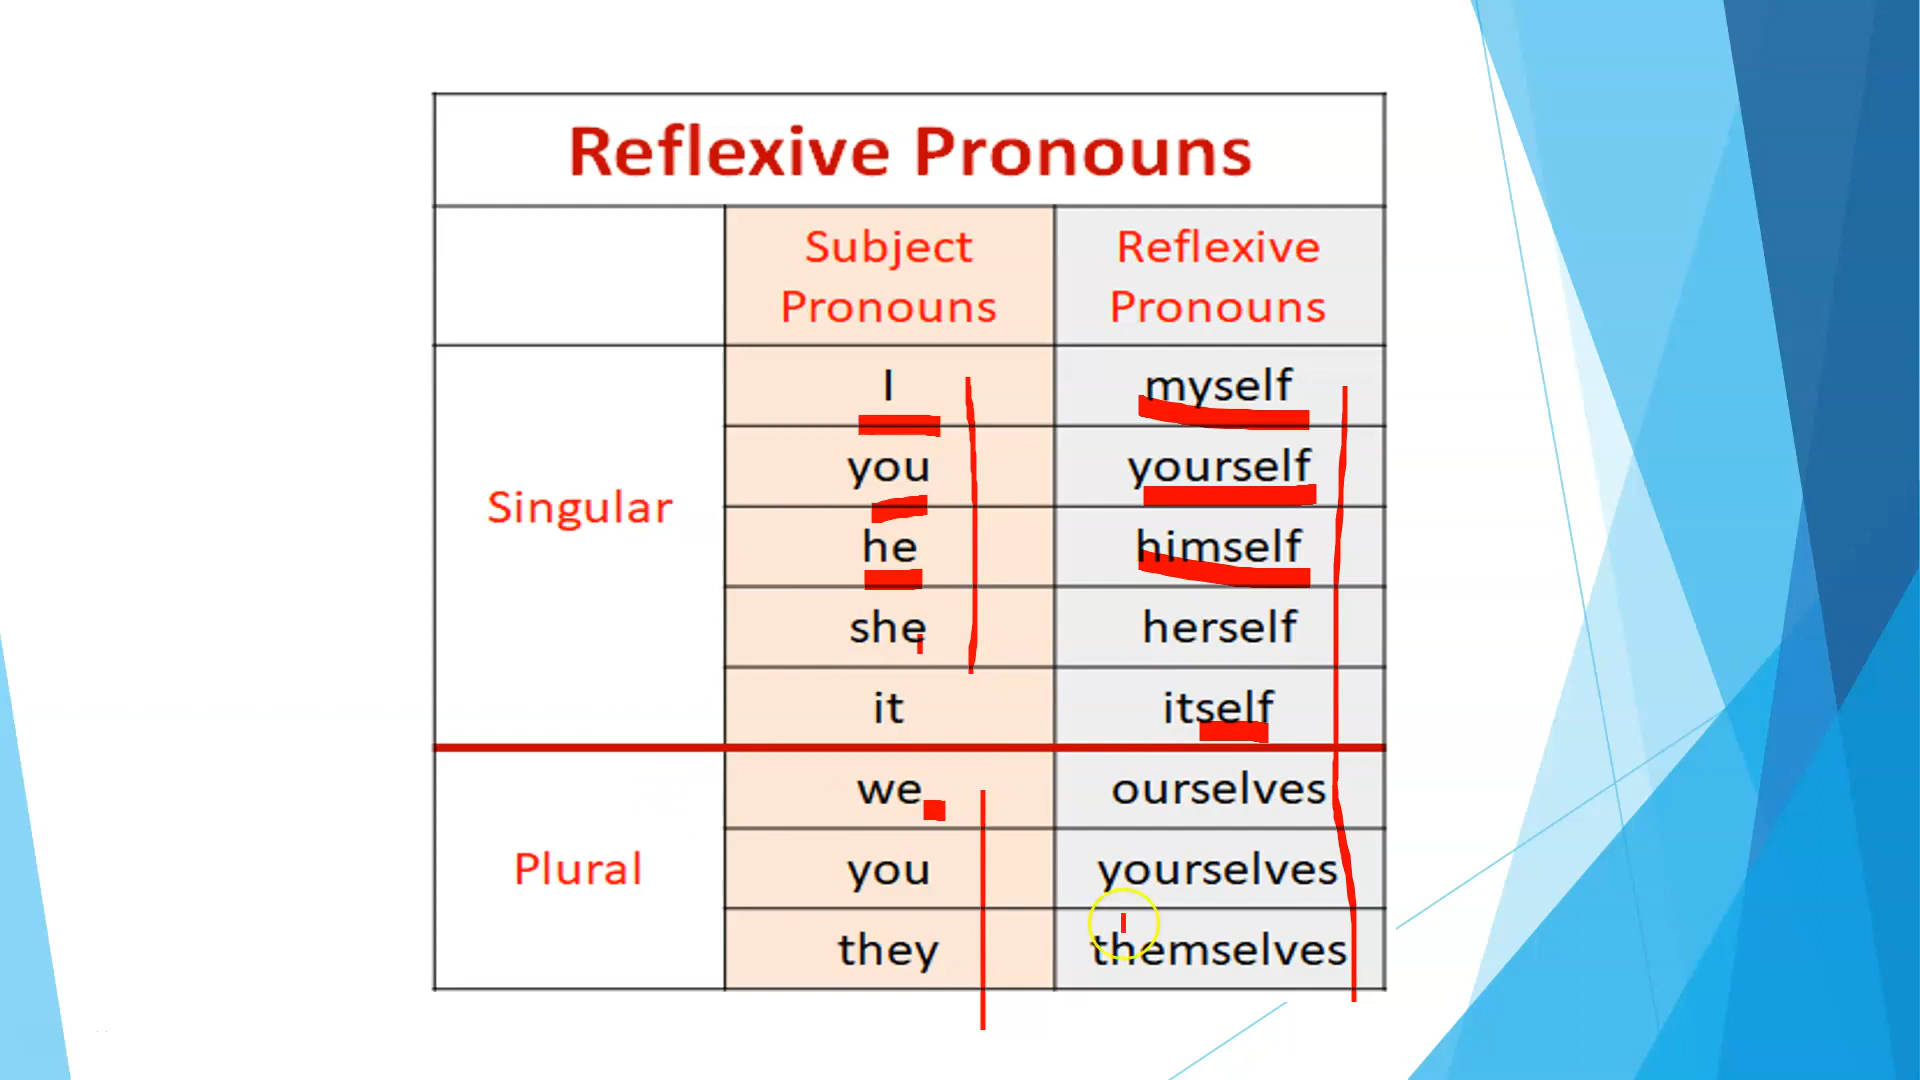 Reflexive Pronouns
Subject Pronouns
Reflexive Pronouns
Singular
I myself
you yourself
he himself
she herself
it itself
Plural
we ourselves
you yourselves
they themselves